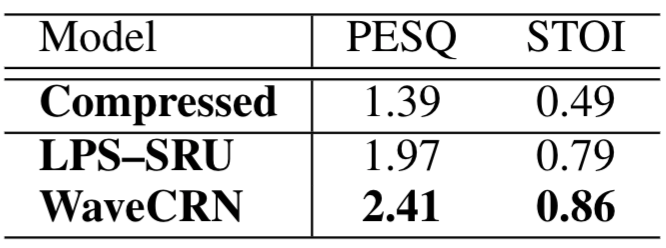 Model PESQ STOI
Compressed 1.39 0.49
LPS–SRU 1.97 0.79
WaveCRN 2.41 0.86